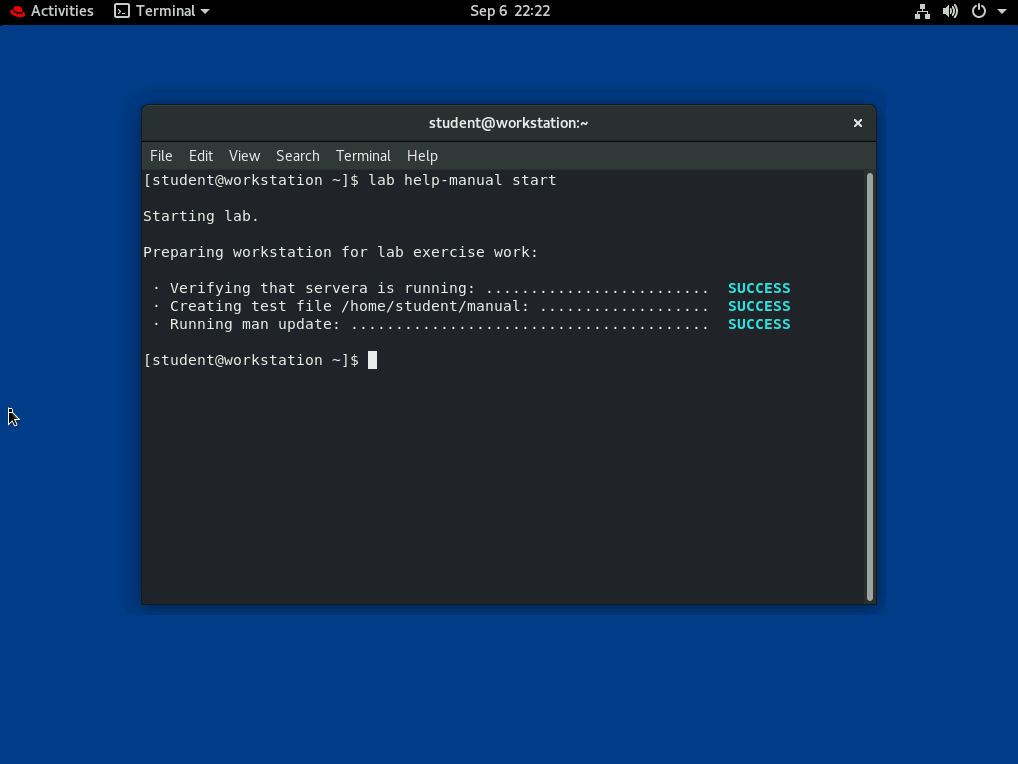 Activities Terminal Sep 6 22:22
student@workstation:~ ×
File Edit View Search Terminal Help
[student@workstation ~]$ lab help-manual start
Starting lab.
Preparing workstation for lab exercise work:
· Verifying that servera is running: ......................... SUCCESS
· Creating test file /home/student/manual: ................... SUCCESS
· Running man update: ........................................ SUCCESS
[student@workstation ~]$